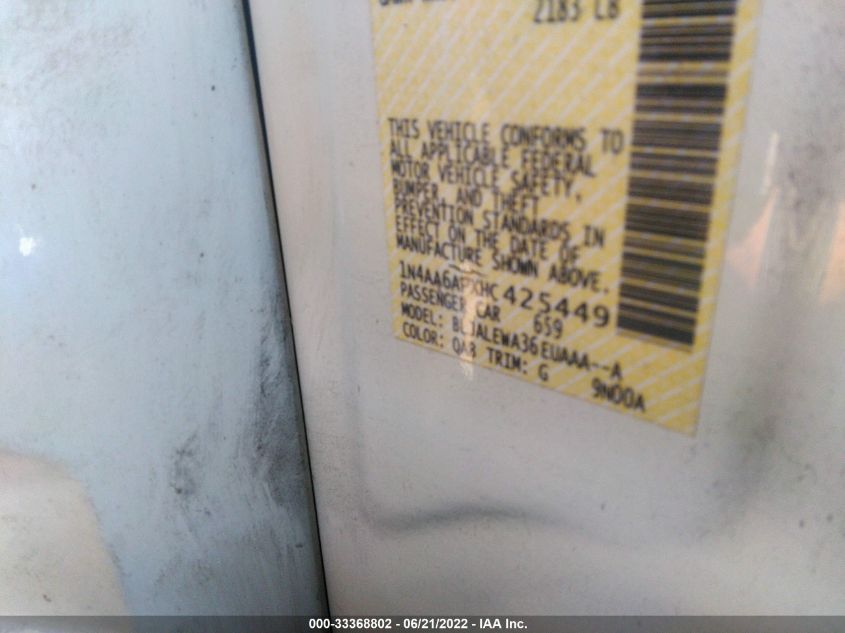 2183 LB
THIS VEHICLE CONFORMS TO
ALL APPLICABLE FEDERAL
MOTOR VEHICLE SAFETY,
BUMPER, AND THEFT
PREVENTION STANDARDS IN
EFFECT ON THE DATE OF
MANUFACTURE SHOWN ABOVE.
1N4AA6APXHC425449
PASSENGER CAR 659
MODEL: BLJALEWA36EUAAA--A
COLOR: QAB TRIM: G 9N00A
000-33368802 - 06/21/2022 - IAA Inc.